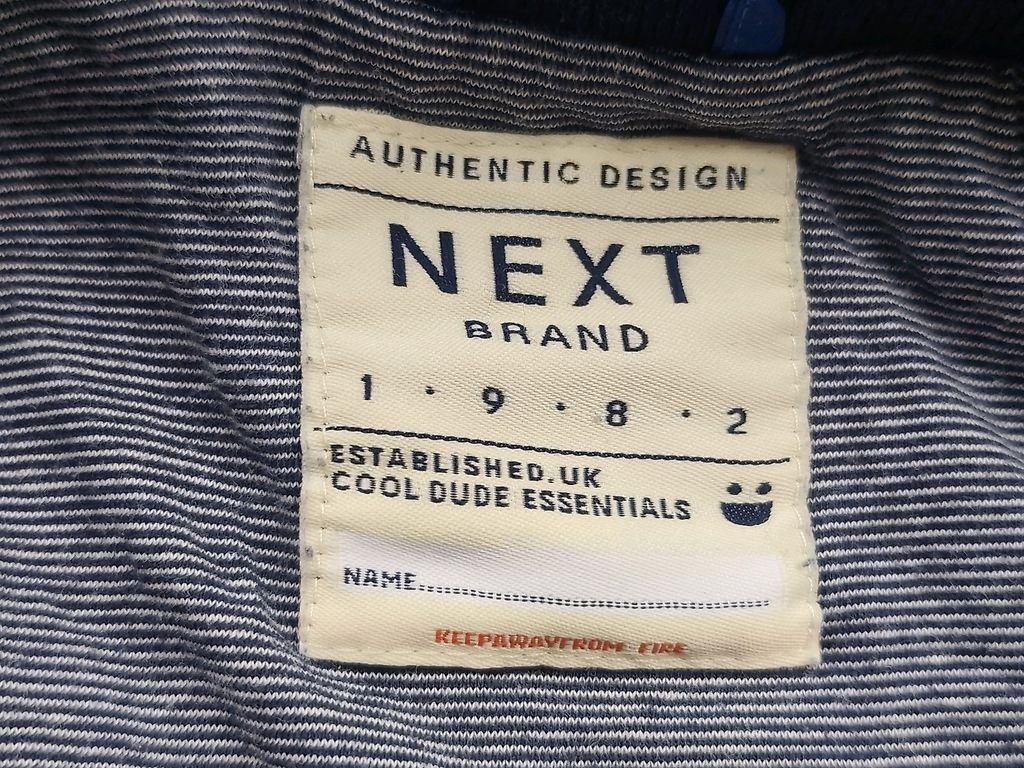 AUTHENTIC DESIGN
NEXT
BRAND
1 · 9 · 8 · 2
ESTABLISHED.UK
COOL DUDE ESSENTIALS
NAME..............................................
KEEPAWAYFROM FIRE